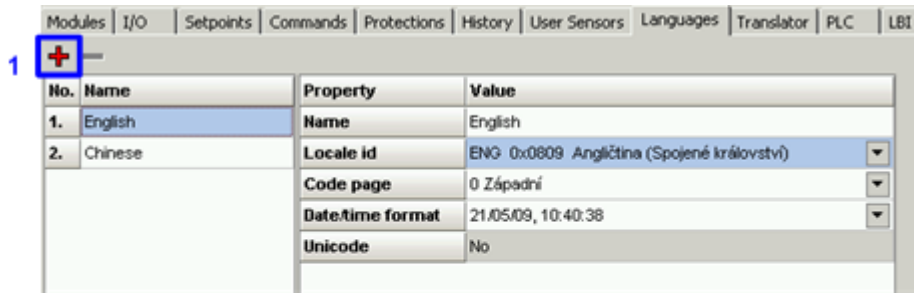 Modules I/O Setpoints Commands Protections History User Sensors Languages Translator PLC LBI
1
No. Name Property Value
1. English Name English
2. Chinese Locale id ENG 0x0809 Angličtina (Spojené království)
Code page 0 Západní
Date/time format 21/05/09, 10:40:38
Unicode No